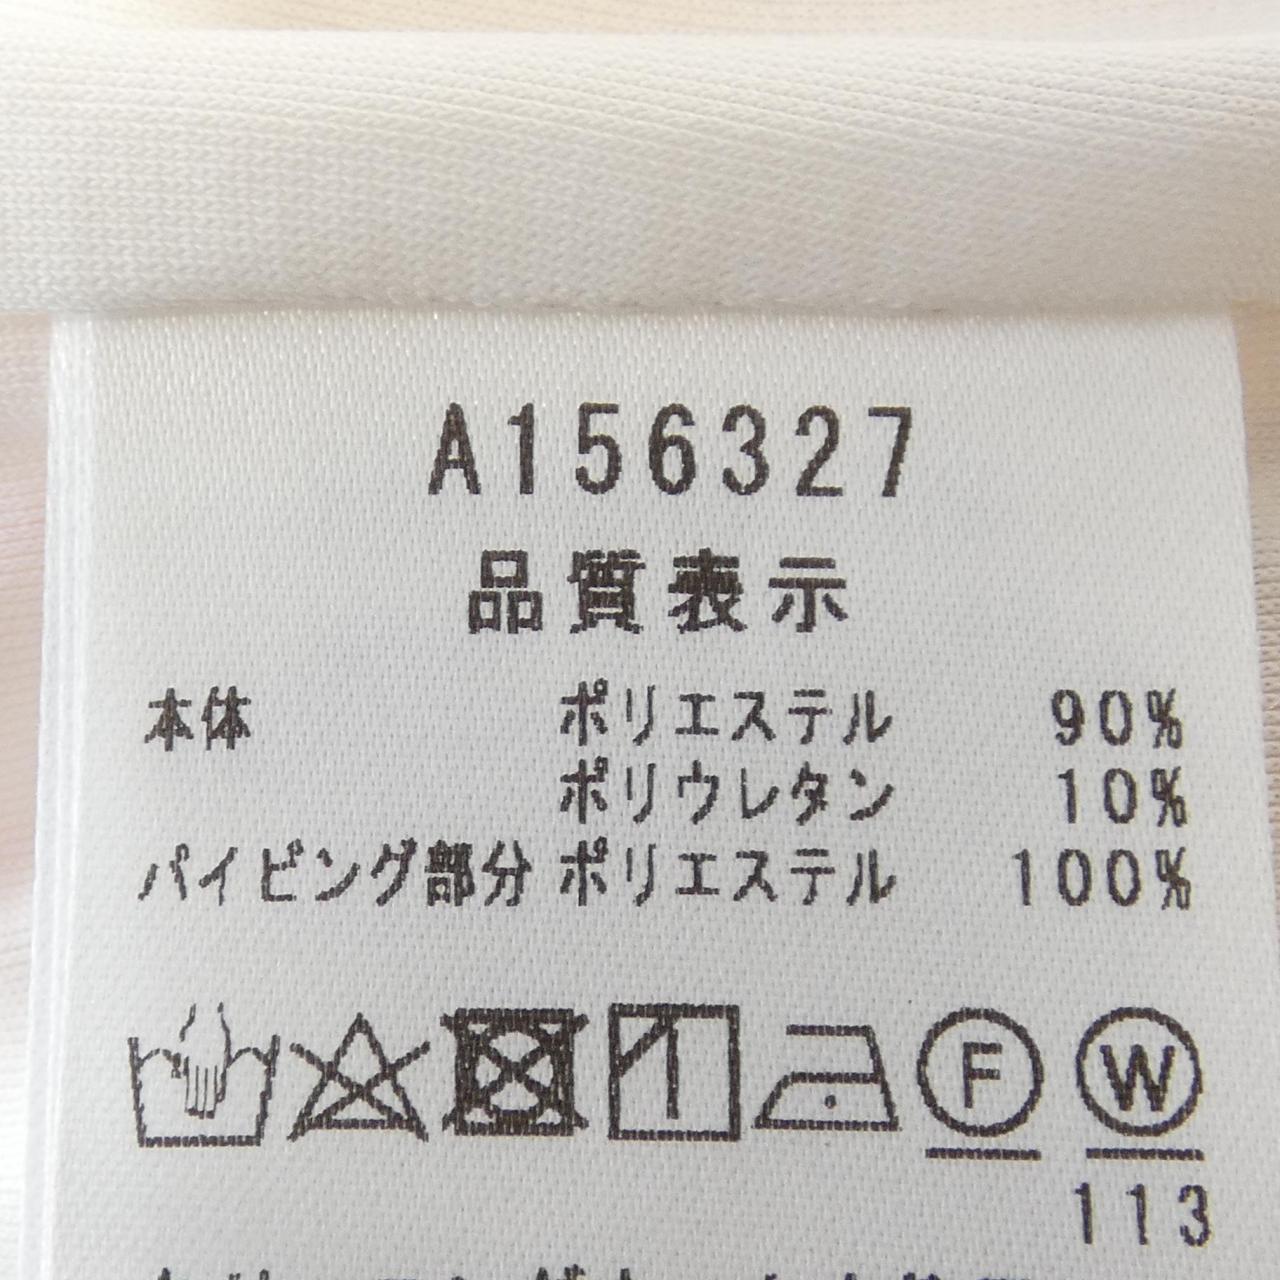 A156327
品質表示
本体 ポリエステル 90%
ポリウレタン 10%
パイピング部分 ポリエステル 100%
F W
113